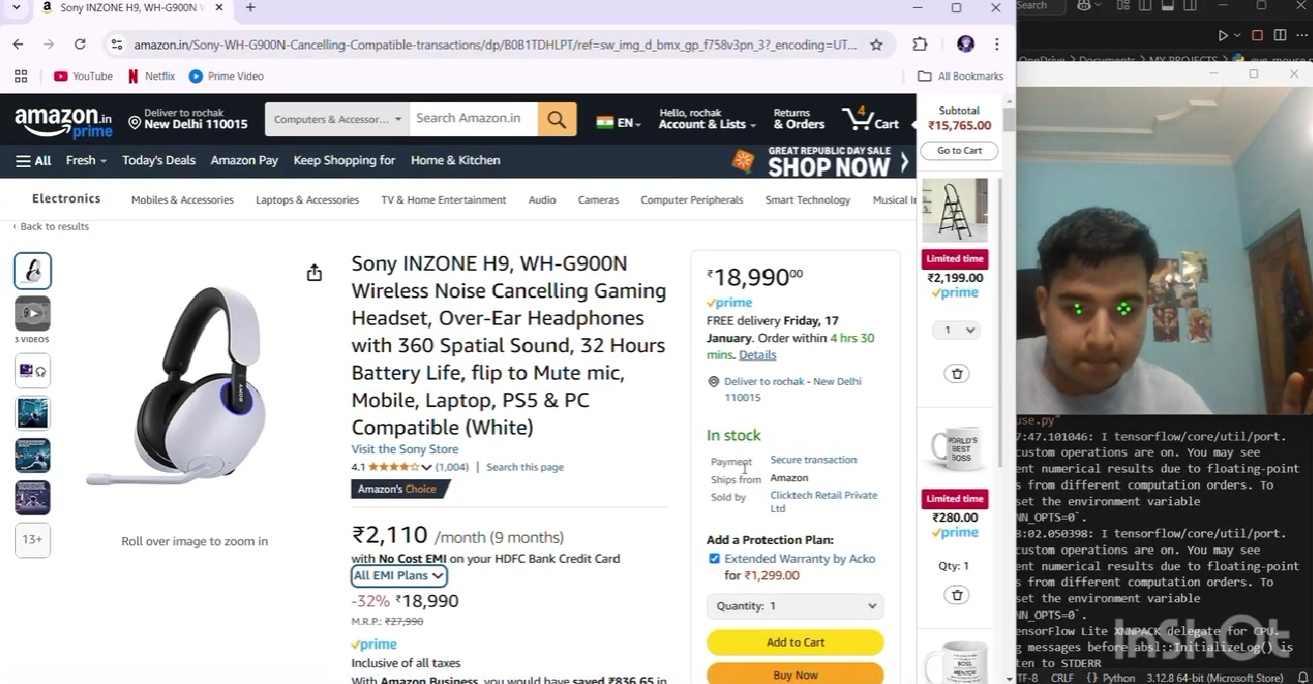 Sony INZONE H9, WH-G900N W
amazon.in/Sony-WH-G900N-Cancelling-Compatible-transactions/dp/B0B1TDHLPT/ref=sw_img_d_bmx_gp_f758v3pn_3?_encoding=UT...
YouTube
Netflix
Prime Video
All Bookmarks
amazon.in
prime
Deliver to rochak
New Delhi 110015
Computers & Accessor...
Search Amazon.in
EN
Hello, rochak
Account & Lists
Returns
& Orders
4
Cart
All
Fresh
Today's Deals
Amazon Pay
Keep Shopping for
Home & Kitchen
GREAT REPUBLIC DAY SALE
SHOP NOW
Electronics
Mobiles & Accessories
Laptops & Accessories
TV & Home Entertainment
Audio
Cameras
Computer Peripherals
Smart Technology
Musical In
‹ Back to results
3 VIDEOS
13+
SONY
Roll over image to zoom in
Sony INZONE H9, WH-G900N
Wireless Noise Cancelling Gaming
Headset, Over-Ear Headphones
with 360 Spatial Sound, 32 Hours
Battery Life, flip to Mute mic,
Mobile, Laptop, PS5 & PC
Compatible (White)
Visit the Sony Store
4.1 (1,004) | Search this page
Amazon's Choice
₹2,110 /month (9 months)
with No Cost EMI on your HDFC Bank Credit Card
All EMI Plans
-32% ₹18,990
M.R.P.: ₹27,990
prime
Inclusive of all taxes
With Amazon Business, you would have saved ₹836.65 in
₹18,990.00
prime
FREE delivery Friday, 17
January. Order within 4 hrs 30
mins. Details
Deliver to rochak - New Delhi
110015
In stock
Payment Secure transaction
Ships from Amazon
Sold by Clicktech Retail Private
Ltd
Add a Protection Plan:
Extended Warranty by Acko
for ₹1,299.00
Quantity: 1
Add to Cart
Buy Now
Subtotal
₹15,765.00
Go to Cart
Limited time
₹2,199.00
prime
1
WORLD'S
BEST
BOSS
Limited time
₹280.00
prime
Qty: 1
BOSS
MENTOR
Search
OneDrive > Documents > MY PROJECTS > eye_mouse.py
use.py"
7:47.101046: I tensorflow/core/util/port.
custom operations are on. You may see
ent numerical results due to floating-point
s from different computation orders. To
set the environment variable
NN_OPTS=0`.
8:02.050398: I tensorflow/core/util/port.
custom operations are on. You may see
ent numerical results due to floating-point
s from different computation orders. To
set the environment variable
NN_OPTS=0`.
ensorFlow Lite XNNPACK delegate for CPU.
g messages before absl::InitializeLog() is
ten to STDERR
TF-8 CRLF {} Python 3.12.8 64-bit (Microsoft Store)
InShOt